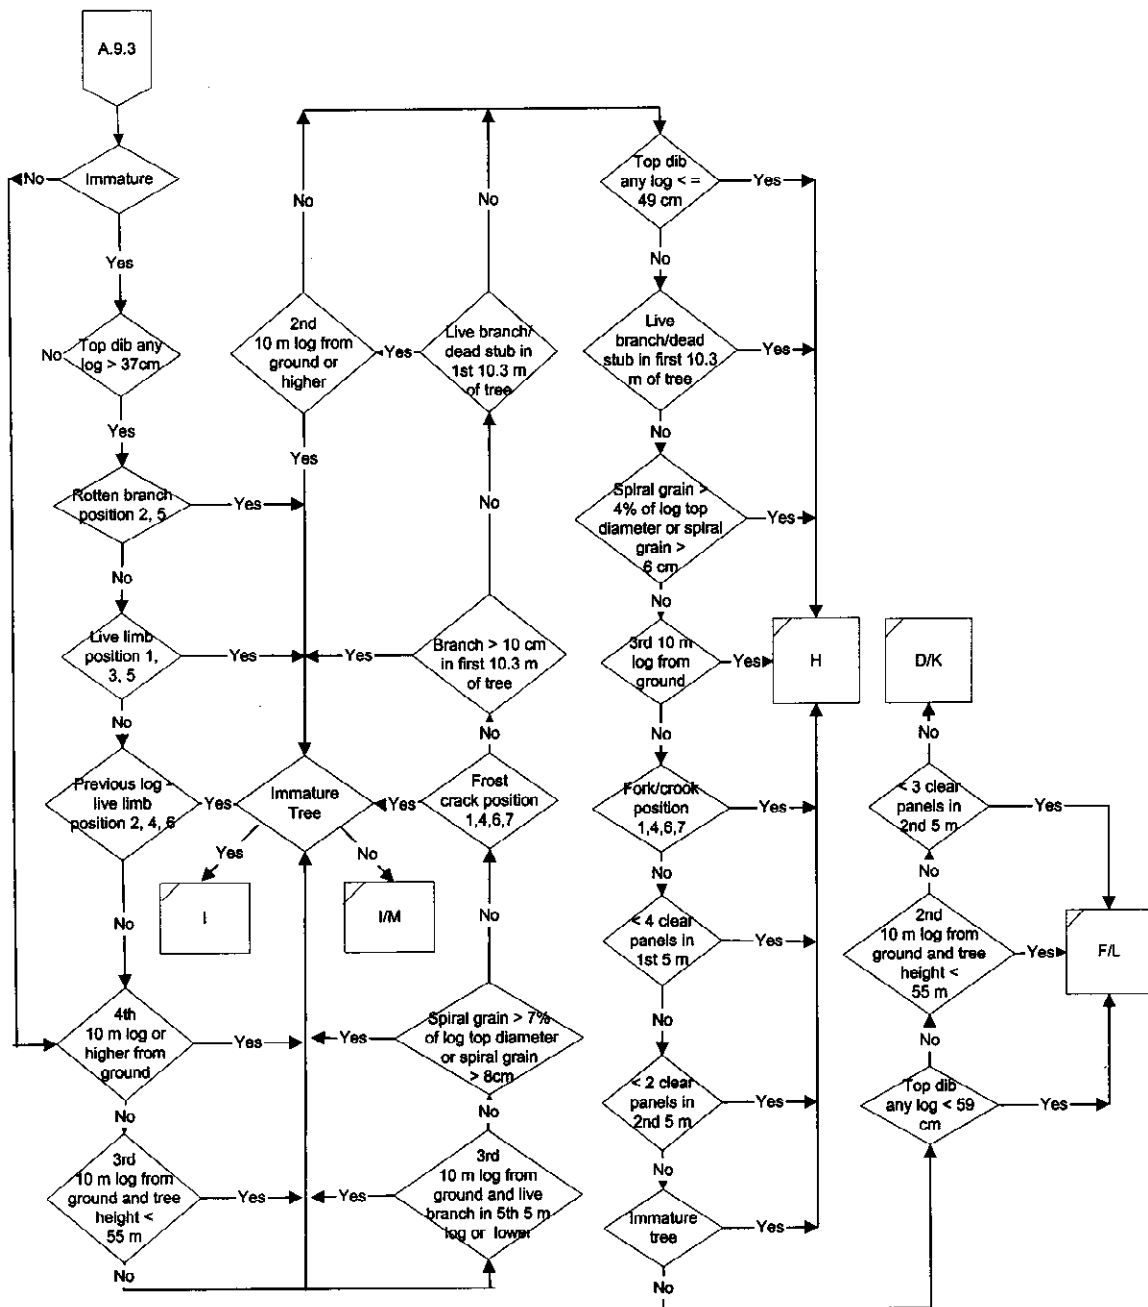 A.9.3
No
Immature
Yes
No
Top dib any
log > 37cm
Yes
Rotten branch
position 2, 5
Yes
No
Live limb
position 1,
3, 5
Yes
No
Previous log -
live limb
position 2, 4, 6
Yes
No
4th
10 m log or
higher from
ground
Yes
No
3rd
10 m log from
ground and tree
height <
55 m
Yes
No
No
2nd
10 m log from
ground or
higher
Yes
Yes
Immature
Tree
Yes
No
I
I/M
No
Live branch/
dead stub in
1st 10.3 m
of tree
No
Branch > 10 cm
in first 10.3 m
of tree
Yes
No
Frost
crack position
1,4,6,7
Yes
No
Spiral grain > 7%
of log top diameter
or spiral grain
> 8cm
Yes
No
3rd
10 m log from
ground and live
branch in 5th 5 m
log or lower
Yes
Top dib
any log < =
49 cm
Yes
No
Live
branch/dead
stub in first 10.3
m of tree
Yes
No
Spiral grain >
4% of log top
diameter or spiral
grain >
6 cm
Yes
No
3rd 10 m
log from
ground
Yes
No
Fork/crook
position
1,4,6,7
Yes
No
< 4 clear
panels in
1st 5 m
Yes
No
< 2 clear
panels in
2nd 5 m
Yes
No
Immature
tree
Yes
No
H
D/K
No
< 3 clear
panels in
2nd 5 m
Yes
No
2nd
10 m log from
ground and tree
height <
55 m
Yes
F/L
No
Top dib
any log < 59
cm
Yes